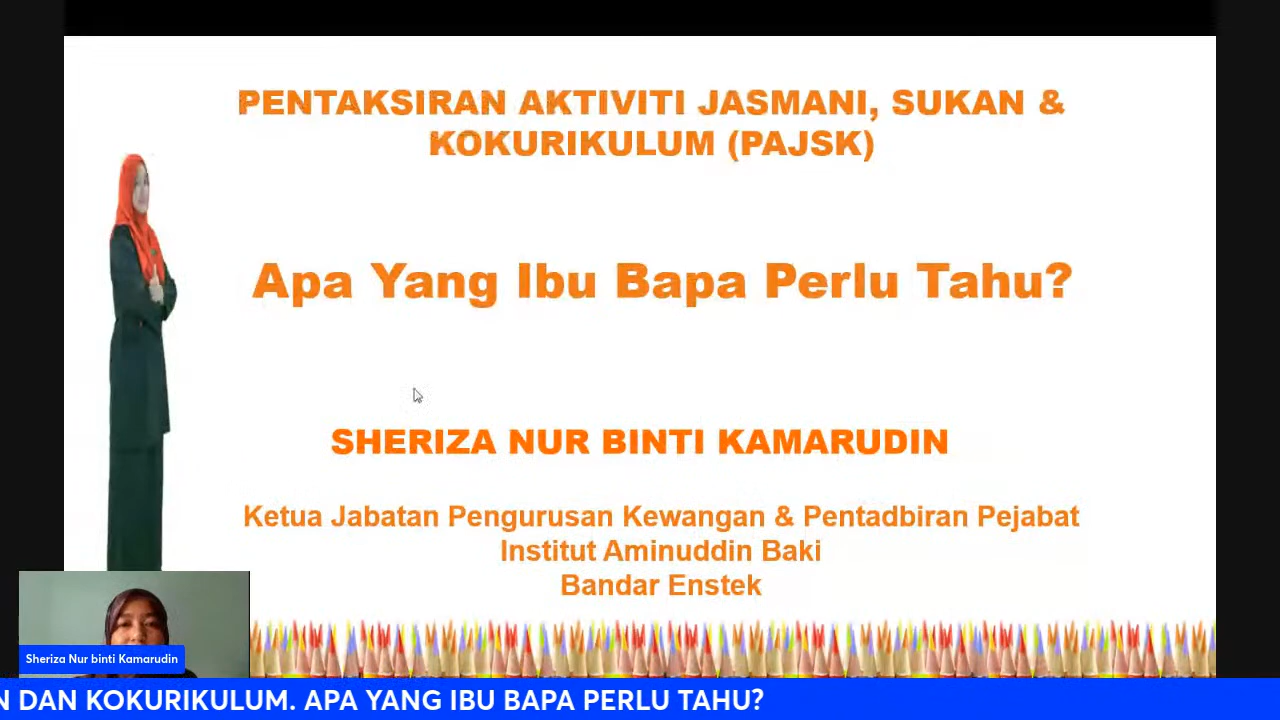 PENTAKSIRAN AKTIVITI JASMANI, SUKAN &
KOKURIKULUM (PAJSK)
Apa Yang Ibu Bapa Perlu Tahu?
SHERIZA NUR BINTI KAMARUDIN
Ketua Jabatan Pengurusan Kewangan & Pentadbiran Pejabat
Institut Aminuddin Baki
Bandar Enstek
Sheriza Nur binti Kamarudin
N DAN KOKURIKULUM. APA YANG IBU BAPA PERLU TAHU?